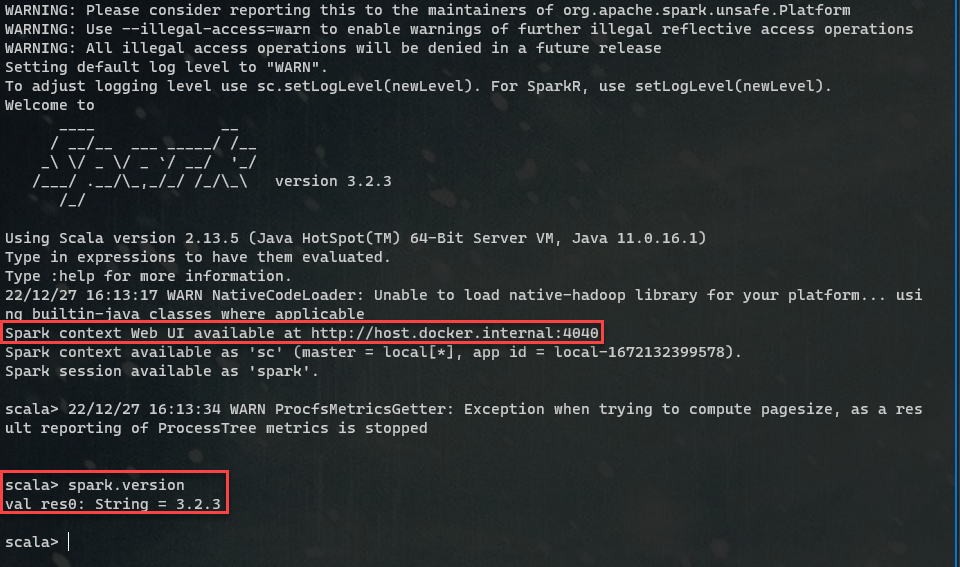 WARNING: Please consider reporting this to the maintainers of org.apache.spark.unsafe.Platform
WARNING: Use --illegal-access=warn to enable warnings of further illegal reflective access operations
WARNING: All illegal access operations will be denied in a future release
Setting default log level to "WARN".
To adjust logging level use sc.setLogLevel(newLevel). For SparkR, use setLogLevel(newLevel).
Welcome to
      ____              __
     / __/__  ___ _____/ /__
    _\ \/ _ \/ _ `/ __/  '_/
   /___/ .__/\_,_/_/ /_/\_\   version 3.2.3
      /_/
Using Scala version 2.13.5 (Java HotSpot(TM) 64-Bit Server VM, Java 11.0.16.1)
Type in expressions to have them evaluated.
Type :help for more information.
22/12/27 16:13:17 WARN NativeCodeLoader: Unable to load native-hadoop library for your platform... usi
ng builtin-java classes where applicable
Spark context Web UI available at http://host.docker.internal:4040
Spark context available as 'sc' (master = local[*], app id = local-1672132399578).
Spark session available as 'spark'.
scala> 22/12/27 16:13:34 WARN ProcfsMetricsGetter: Exception when trying to compute pagesize, as a res
ult reporting of ProcessTree metrics is stopped
scala> spark.version
val res0: String = 3.2.3
scala>